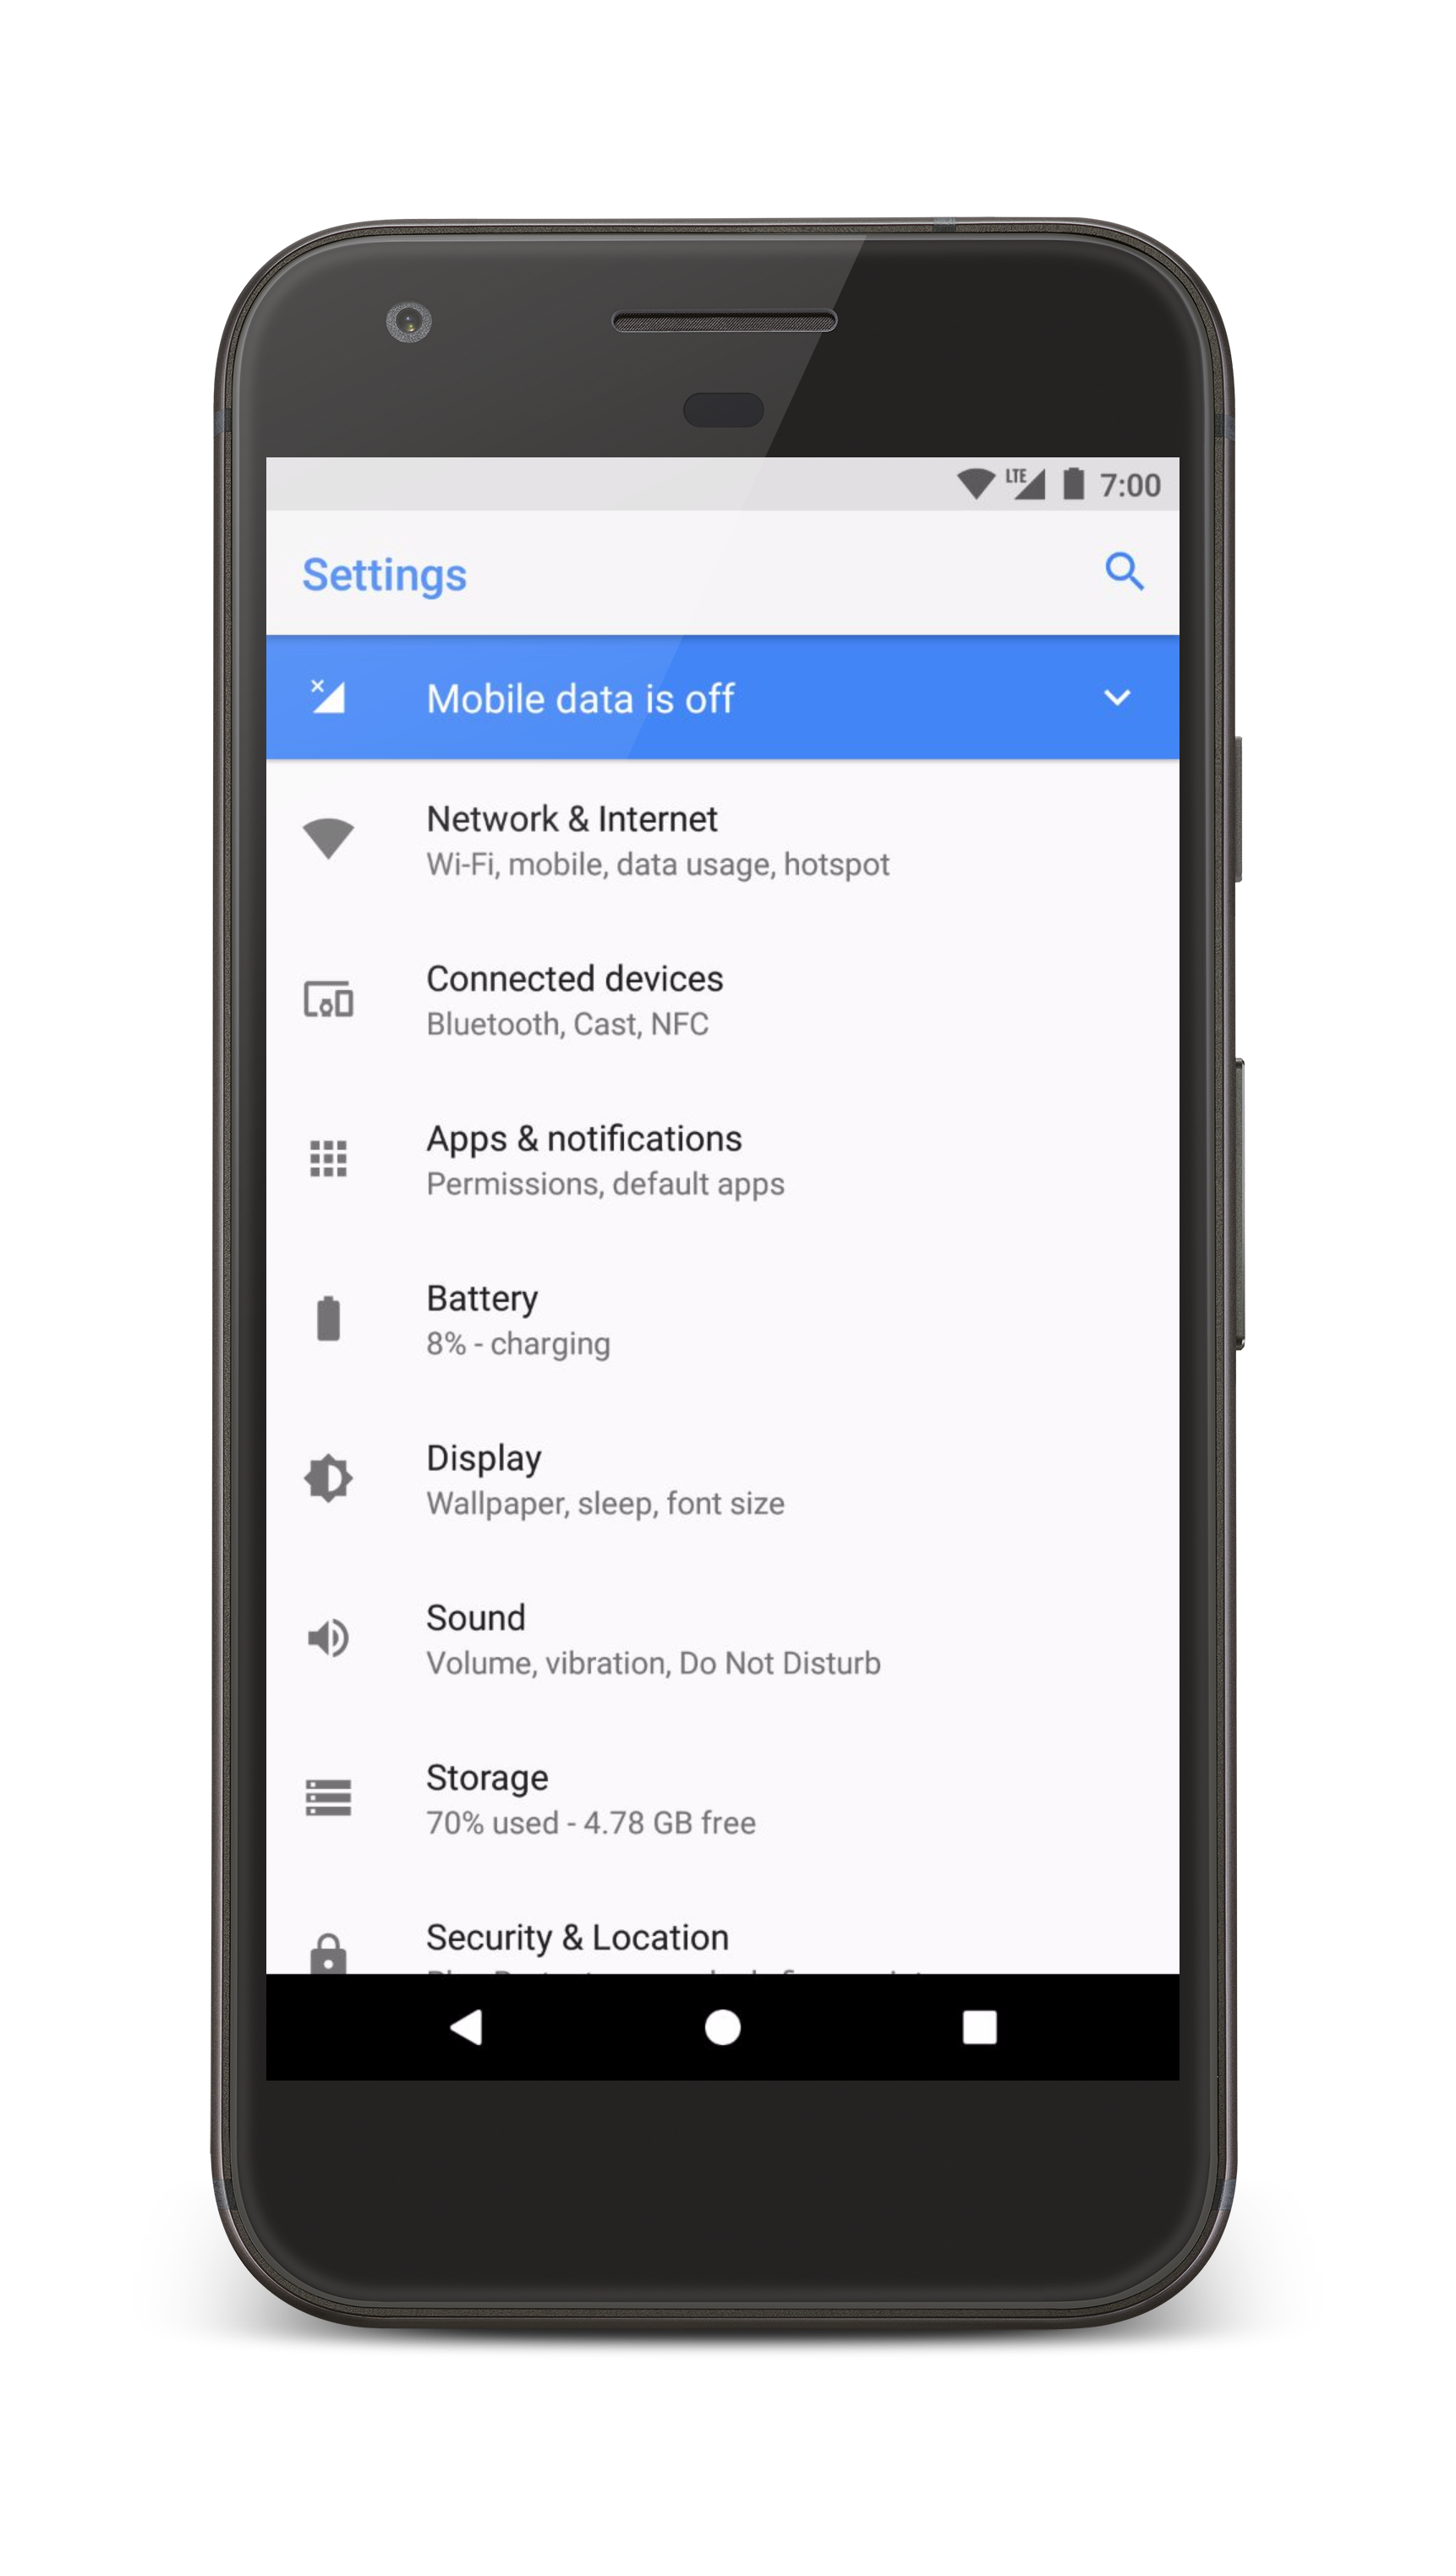 LTE 7:00
Settings
Mobile data is off
Network & Internet
Wi-Fi, mobile, data usage, hotspot
Connected devices
Bluetooth, Cast, NFC
Apps & notifications
Permissions, default apps
Battery
8% - charging
Display
Wallpaper, sleep, font size
Sound
Volume, vibration, Do Not Disturb
Storage
70% used - 4.78 GB free
Security & Location